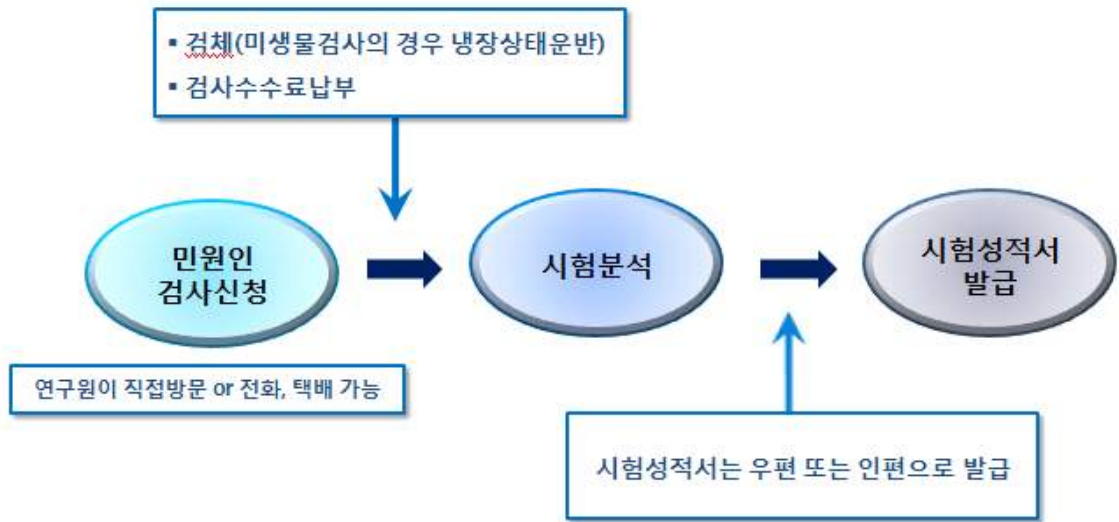 ▪ 검체(미생물검사의 경우 냉장상태운반)
▪ 검사수수료납부
민원인
검사신청
시험분석
시험성적서
발급
연구원이 직접방문 or 전화, 택배 가능
시험성적서는 우편 또는 인편으로 발급